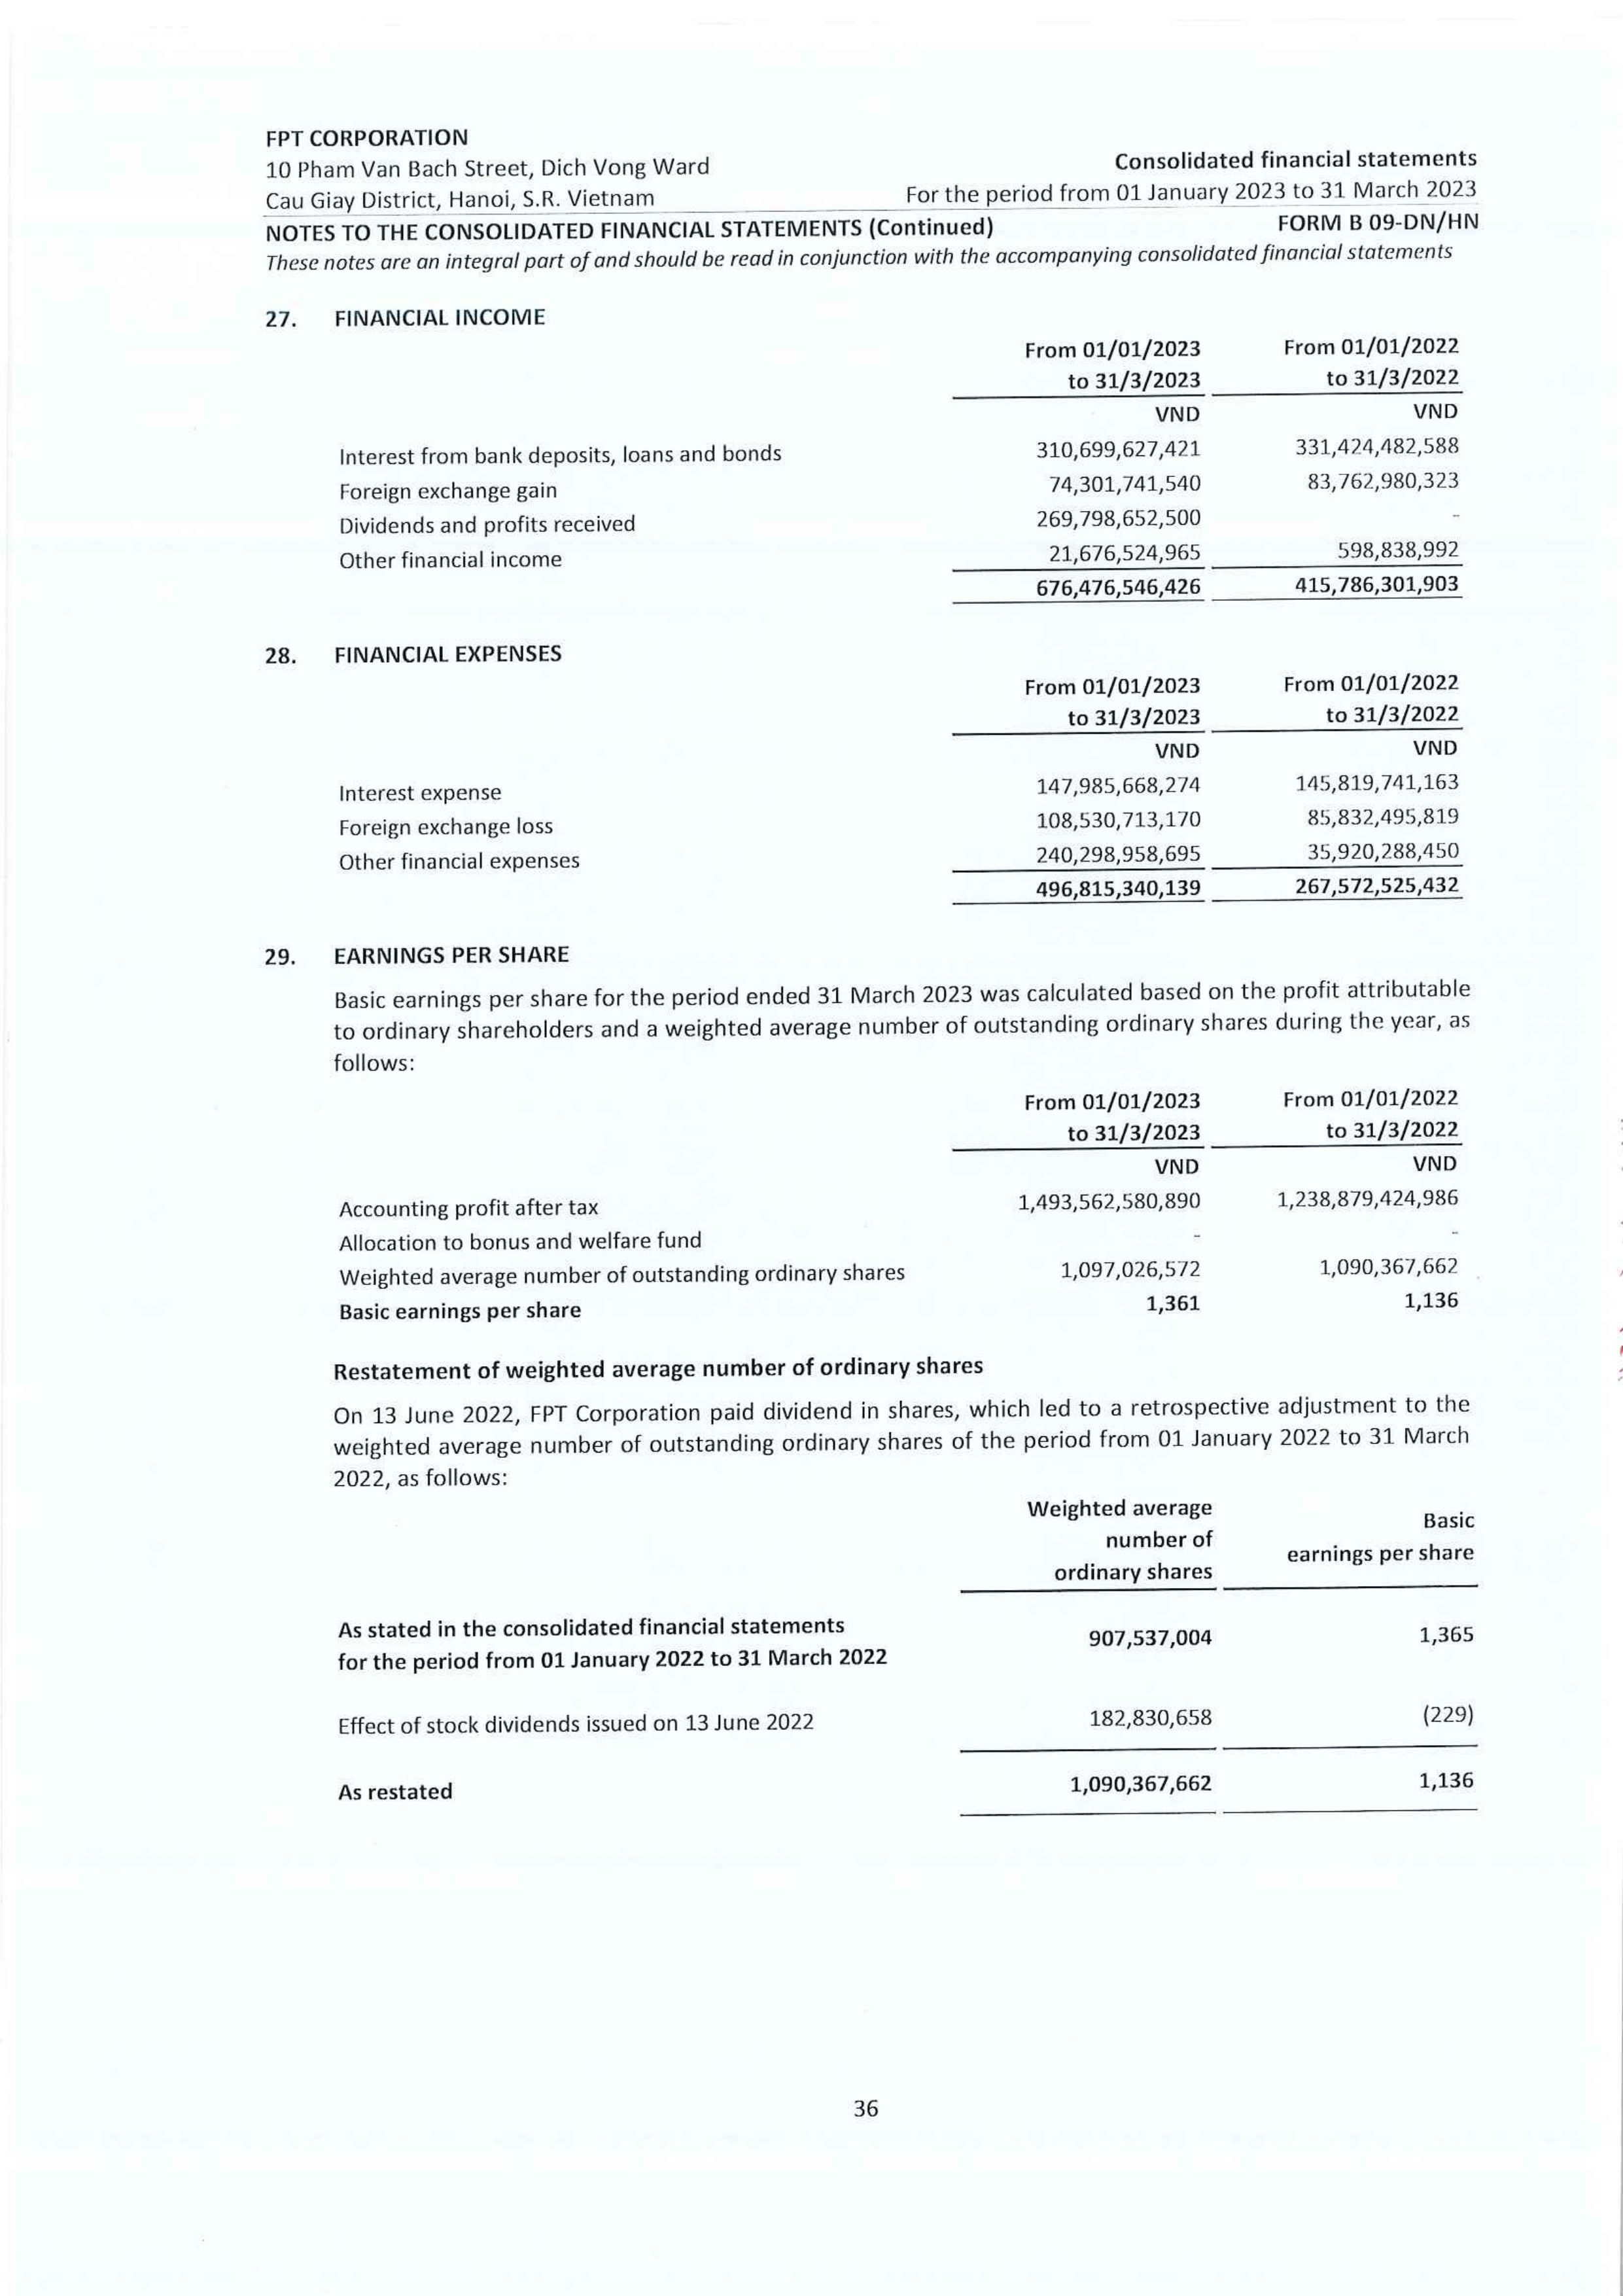 FPT CORPORATION
10 Pham Van Bach Street, Dich Vong Ward
Cau Giay District, Hanoi, S.R. Vietnam
Consolidated financial statements
For the period from 01 January 2023 to 31 March 2023
NOTES TO THE CONSOLIDATED FINANCIAL STATEMENTS (Continued) FORM B 09-DN/HN
These notes are an integral part of and should be read in conjunction with the accompanying consolidated financial statements
27. FINANCIAL INCOME
From 01/01/2023 From 01/01/2022
to 31/3/2023 to 31/3/2022
VND VND
Interest from bank deposits, loans and bonds 310,699,627,421 331,424,482,588
Foreign exchange gain 74,301,741,540 83,762,980,323
Dividends and profits received 269,798,652,500 -
Other financial income 21,676,524,965 598,838,992
676,476,546,426 415,786,301,903
28. FINANCIAL EXPENSES
From 01/01/2023 From 01/01/2022
to 31/3/2023 to 31/3/2022
VND VND
Interest expense 147,985,668,274 145,819,741,163
Foreign exchange loss 108,530,713,170 85,832,495,819
Other financial expenses 240,298,958,695 35,920,288,450
496,815,340,139 267,572,525,432
29. EARNINGS PER SHARE
Basic earnings per share for the period ended 31 March 2023 was calculated based on the profit attributable
to ordinary shareholders and a weighted average number of outstanding ordinary shares during the year, as
follows:
From 01/01/2023 From 01/01/2022
to 31/3/2023 to 31/3/2022
VND VND
Accounting profit after tax 1,493,562,580,890 1,238,879,424,986
Allocation to bonus and welfare fund - -
Weighted average number of outstanding ordinary shares 1,097,026,572 1,090,367,662
Basic earnings per share 1,361 1,136
Restatement of weighted average number of ordinary shares
On 13 June 2022, FPT Corporation paid dividend in shares, which led to a retrospective adjustment to the
weighted average number of outstanding ordinary shares of the period from 01 January 2022 to 31 March
2022, as follows:
Weighted average
number of
ordinary shares
Basic
earnings per share
As stated in the consolidated financial statements
for the period from 01 January 2022 to 31 March 2022
907,537,004 1,365
Effect of stock dividends issued on 13 June 2022 182,830,658 (229)
As restated 1,090,367,662 1,136
36